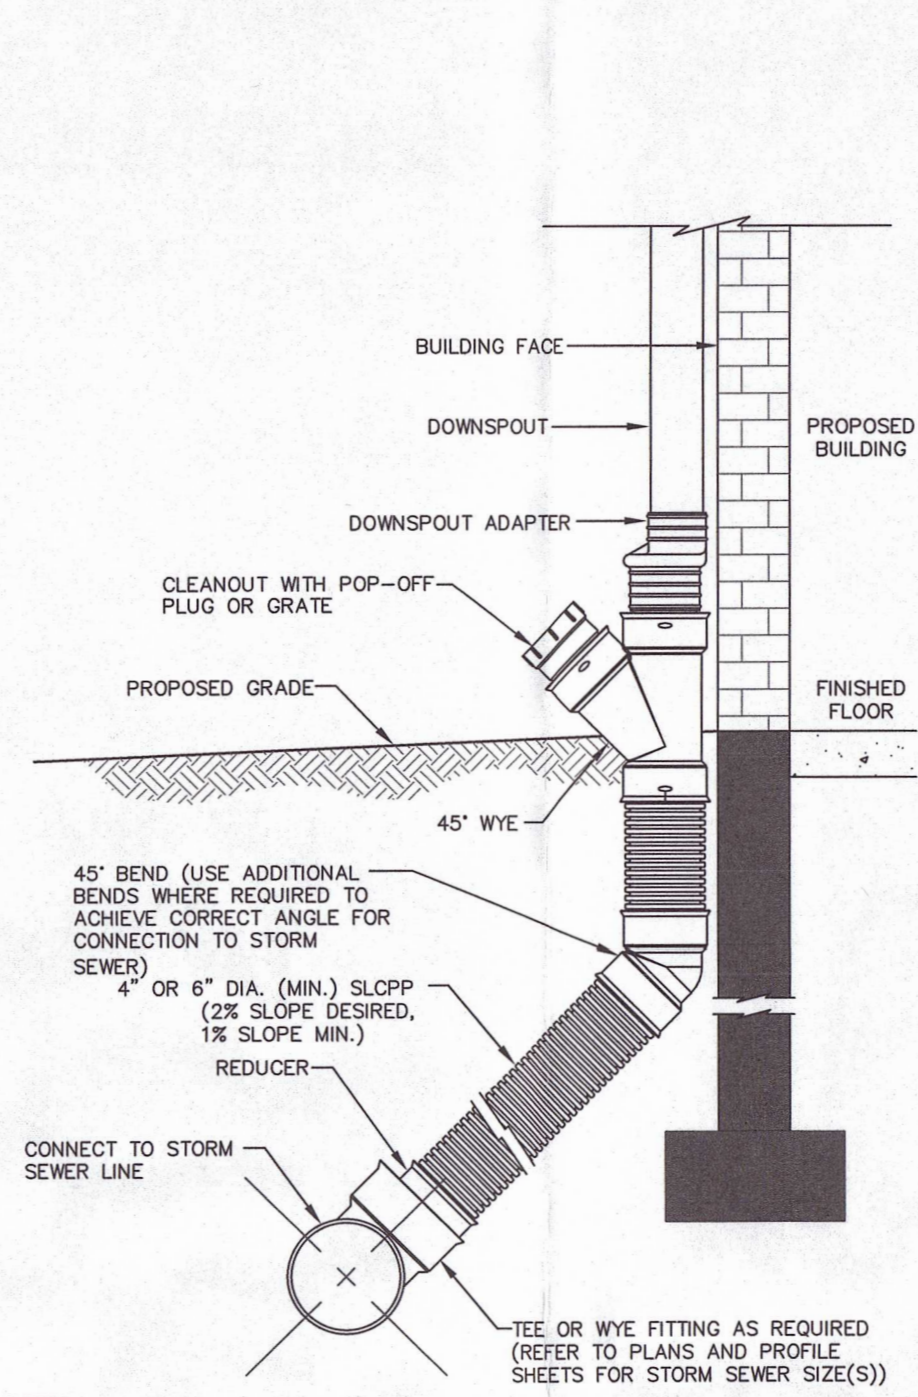 BUILDING FACE
DOWNSPOUT
PROPOSED
BUILDING
DOWNSPOUT ADAPTER
CLEANOUT WITH POP-OFF
PLUG OR GRATE
PROPOSED GRADE
FINISHED
FLOOR
45° WYE
45° BEND (USE ADDITIONAL
BENDS WHERE REQUIRED TO
ACHIEVE CORRECT ANGLE FOR
CONNECTION TO STORM
SEWER)
4" OR 6" DIA. (MIN.) SLCPP
(2% SLOPE DESIRED,
1% SLOPE MIN.)
REDUCER
CONNECT TO STORM
SEWER LINE
TEE OR WYE FITTING AS REQUIRED
(REFER TO PLANS AND PROFILE
SHEETS FOR STORM SEWER SIZE(S))